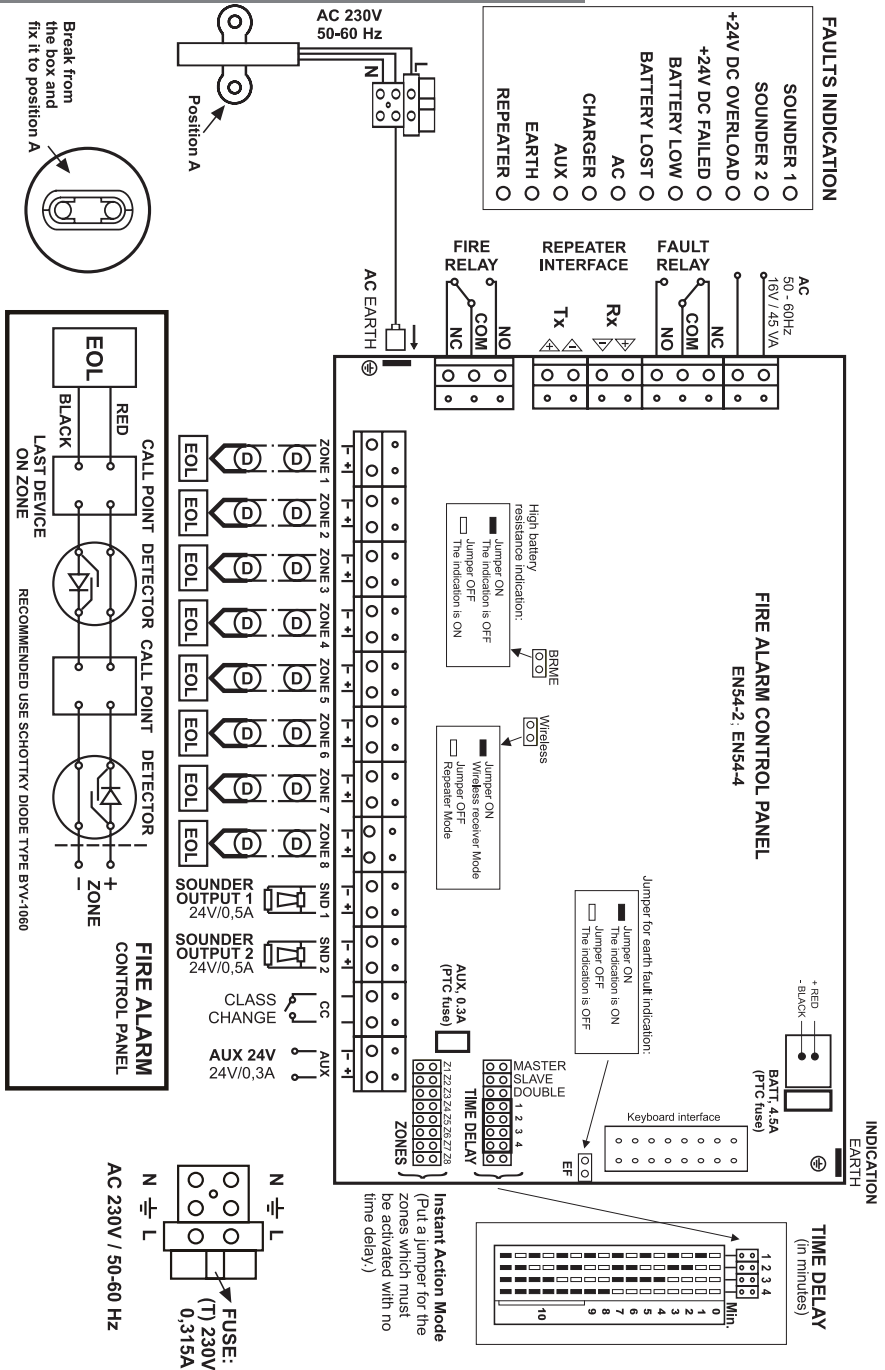 FAULTS INDICATION
SOUNDER 1
SOUNDER 2
+24V DC OVERLOAD
+24V DC FAILED
BATTERY LOW
BATTERY LOST
AC
CHARGER
AUX
EARTH
REPEATER
AC 230V
50-60 Hz
L
N
Position A
Break from
the box and
fix it to position A
AC EARTH
FIRE
RELAY
NC
COM
NO
REPEATER
INTERFACE
Tx
+
−
Rx
−
+
FAULT
RELAY
NO
COM
NC
AC
50 - 60Hz
16V / 45 VA
INDICATION
EARTH
FIRE ALARM CONTROL PANEL
EN54-2; EN54-4
High battery
resistance indication:
Jumper ON
The indication is OFF
Jumper OFF
The indication is ON
BRME
Wireless
Jumper ON
Wireless receiver Mode
Jumper OFF
Repeater Mode
Jumper for earth fault indication:
Jumper ON
The indication is ON
Jumper OFF
The indication is OFF
EF
+ RED
- BLACK
BATT, 4.5A
(PTC fuse)
Keyboard interface
AUX, 0.3A
(PTC fuse)
MASTER
SLAVE
DOUBLE
1
2
3
4
TIME DELAY
Z1 Z2 Z3 Z4 Z5 Z6 Z7 Z8
ZONES
Instant Action Mode
(Put a jumper for the
zones which must
be activated with no
time delay.)
TIME DELAY
(in minutes)
1 2 3 4
Min.
0
1
2
3
4
5
6
7
8
9
10
ZONE 1
− +
D
D
EOL
ZONE 2
− +
D
D
EOL
ZONE 3
− +
D
D
EOL
ZONE 4
− +
D
D
EOL
ZONE 5
− +
D
D
EOL
ZONE 6
− +
D
D
EOL
ZONE 7
− +
D
D
EOL
ZONE 8
− +
D
D
EOL
SND 1
− +
SOUNDER
OUTPUT 1
24V/0,5A
SND 2
− +
SOUNDER
OUTPUT 2
24V/0,5A
CC
CLASS
CHANGE
AUX
− +
AUX 24V
24V/0,3A
EOL
RED
BLACK
CALL POINT
DETECTOR
CALL POINT
DETECTOR
LAST DEVICE
ON ZONE
+
ZONE
−
FIRE ALARM
CONTROL PANEL
RECOMMENDED USE SCHOTTKY DIODE TYPE BYV-1060
N L
N L
FUSE:
(T) 230V
0,315A
AC 230V / 50-60 Hz